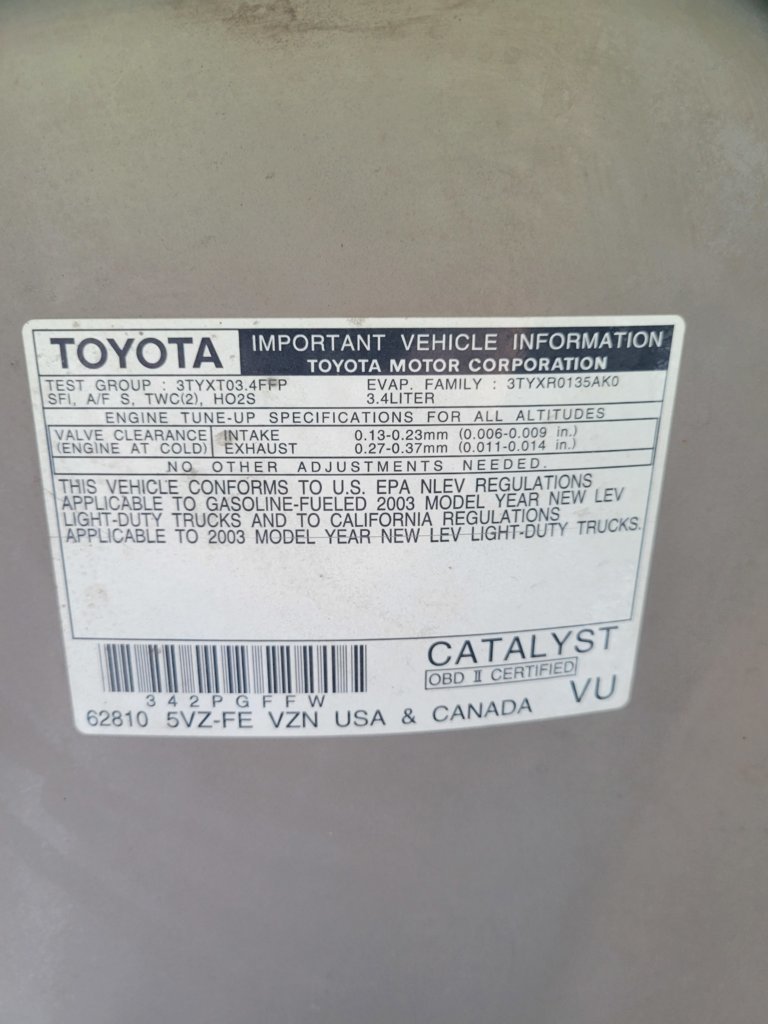 TOYOTA
IMPORTANT VEHICLE INFORMATION
TOYOTA MOTOR CORPORATION
TEST GROUP : 3TYXT03.4FFP EVAP. FAMILY : 3TYXR0135AK0
SFI, A/F S, TWC(2), HO2S 3.4LITER
ENGINE TUNE-UP SPECIFICATIONS FOR ALL ALTITUDES
VALVE CLEARANCE INTAKE 0.13-0.23mm (0.006-0.009 in.)
(ENGINE AT COLD) EXHAUST 0.27-0.37mm (0.011-0.014 in.)
NO OTHER ADJUSTMENTS NEEDED.
THIS VEHICLE CONFORMS TO U.S. EPA NLEV REGULATIONS
APPLICABLE TO GASOLINE-FUELED 2003 MODEL YEAR NEW LEV
LIGHT-DUTY TRUCKS AND TO CALIFORNIA REGULATIONS
APPLICABLE TO 2003 MODEL YEAR NEW LEV LIGHT-DUTY TRUCKS.
CATALYST
OBD II CERTIFIED
342PGFFW
VU
62810 5VZ-FE VZN USA & CANADA